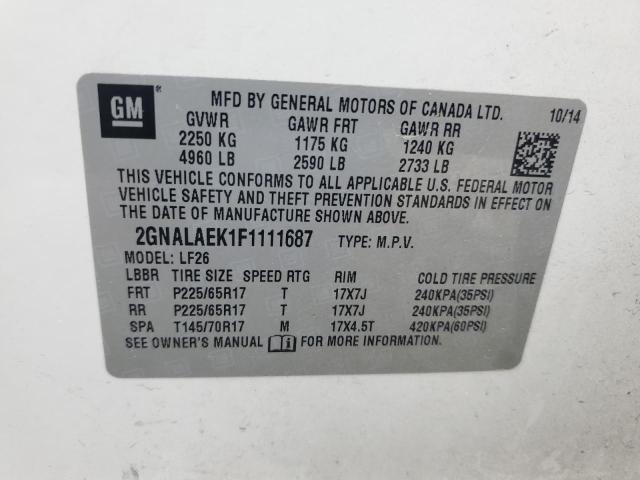 GM ®
MFD BY GENERAL MOTORS OF CANADA LTD. 10/14
GVWR GAWR FRT GAWR RR
2250 KG 1175 KG 1240 KG
4960 LB 2590 LB 2733 LB
THIS VEHICLE CONFORMS TO ALL APPLICABLE U.S. FEDERAL MOTOR
VEHICLE SAFETY AND THEFT PREVENTION STANDARDS IN EFFECT ON
THE DATE OF MANUFACTURE SHOWN ABOVE.
2GNALAEK1F1111687 TYPE: M.P.V.
MODEL: LF26
LBBR TIRE SIZE SPEED RTG RIM COLD TIRE PRESSURE
FRT P225/65R17 T 17X7J 240KPA(35PSI)
RR P225/65R17 T 17X7J 240KPA(35PSI)
SPA T145/70R17 M 17X4.5T 420KPA(60PSI)
SEE OWNER'S MANUAL i FOR MORE INFORMATION.